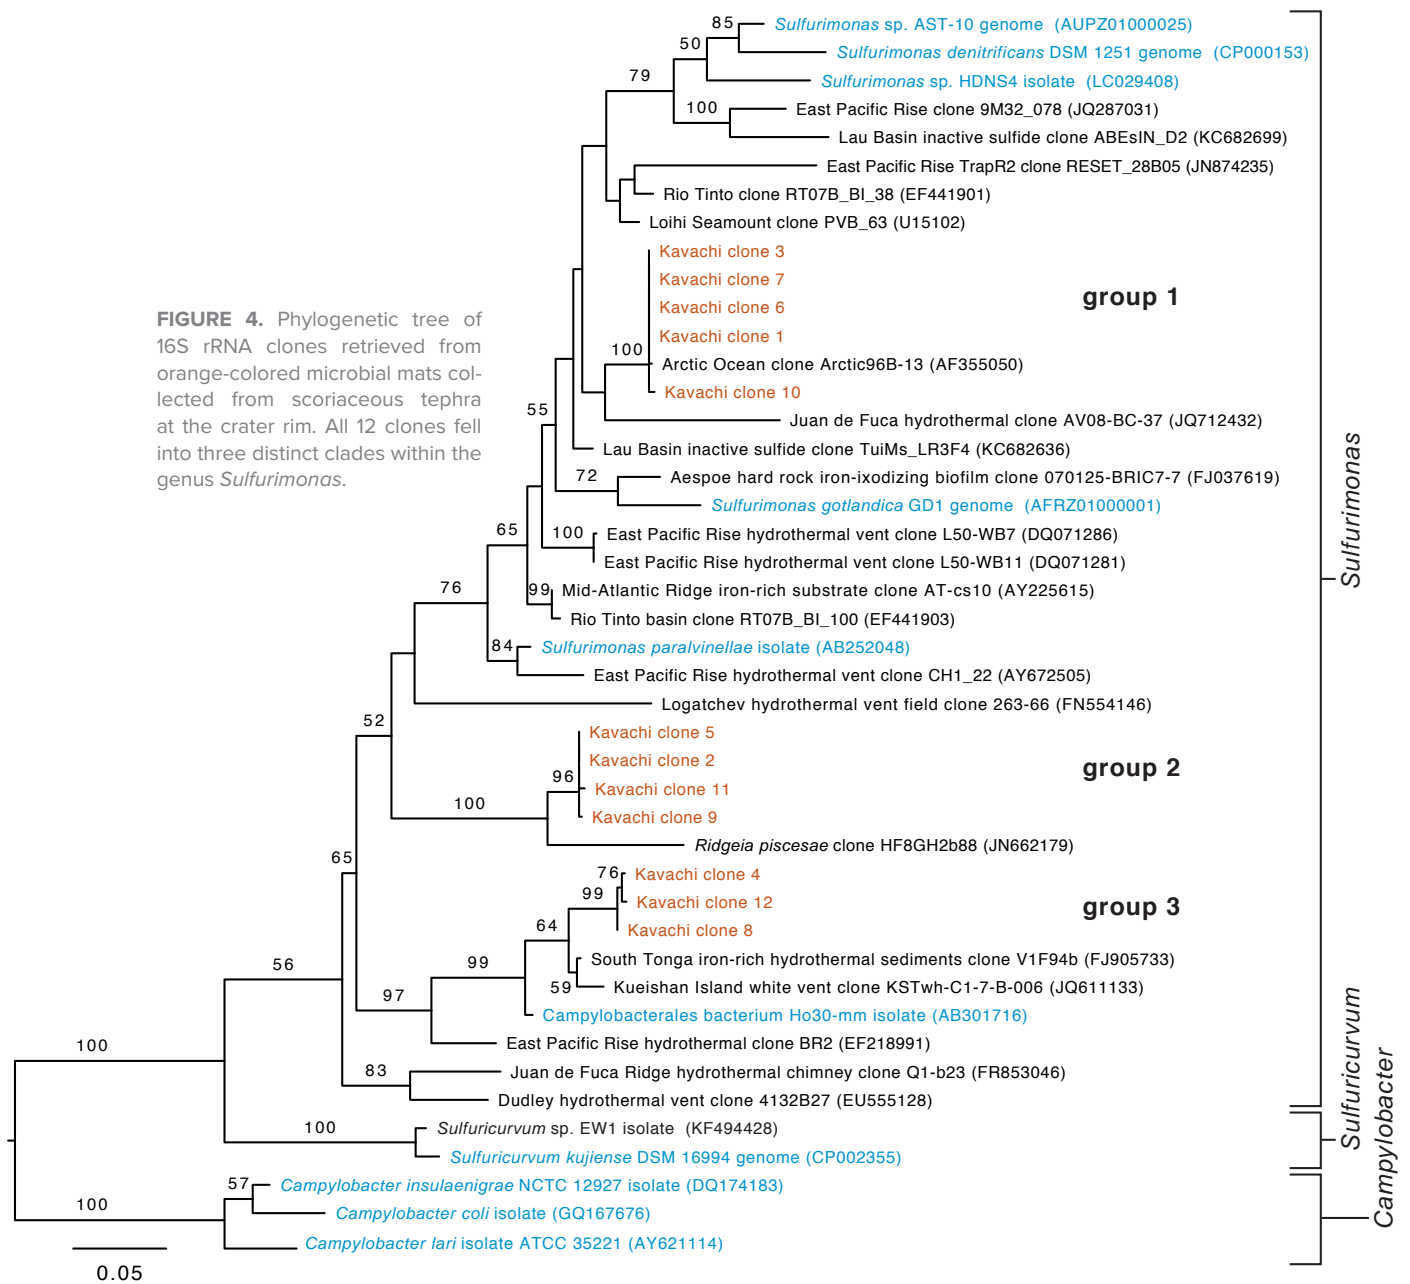 85
Sulfurimonas sp. AST-10 genome (AUPZ01000025)
50
Sulfurimonas denitrificans DSM 1251 genome (CP000153)
79
Sulfurimonas sp. HDNS4 isolate (LC029408)
100
East Pacific Rise clone 9M32_078 (JQ287031)
Lau Basin inactive sulfide clone ABEsIN_D2 (KC682699)
East Pacific Rise TrapR2 clone RESET_28B05 (JN874235)
Rio Tinto clone RT07B_BI_38 (EF441901)
Loihi Seamount clone PVB_63 (U15102)
Kavachi clone 3
Kavachi clone 7
group 1
Kavachi clone 6
Kavachi clone 1
100
Arctic Ocean clone Arctic96B-13 (AF355050)
Kavachi clone 10
FIGURE 4. Phylogenetic tree of
16S rRNA clones retrieved from
orange-colored microbial mats col-
lected from scoriaceous tephra
at the crater rim. All 12 clones fell
into three distinct clades within the
genus Sulfurimonas.
55
Juan de Fuca hydrothermal clone AV08-BC-37 (JQ712432)
Lau Basin inactive sulfide clone TuiMs_LR3F4 (KC682636)
72
Aespoe hard rock iron-ixodizing biofilm clone 070125-BRIC7-7 (FJ037619)
Sulfurimonas gotlandica GD1 genome (AFRZ01000001)
65
100
East Pacific Rise hydrothermal vent clone L50-WB7 (DQ071286)
East Pacific Rise hydrothermal vent clone L50-WB11 (DQ071281)
76
99
Mid-Atlantic Ridge iron-rich substrate clone AT-cs10 (AY225615)
Rio Tinto basin clone RT07B_BI_100 (EF441903)
84
Sulfurimonas paralvinellae isolate (AB252048)
East Pacific Rise hydrothermal vent clone CH1_22 (AY672505)
Logatchev hydrothermal vent field clone 263-66 (FN554146)
52
Kavachi clone 5
Kavachi clone 2
group 2
96
Kavachi clone 11
100
Kavachi clone 9
Ridgeia piscesae clone HF8GH2b88 (JN662179)
65
76
Kavachi clone 4
99
Kavachi clone 12
group 3
64
Kavachi clone 8
56
99
South Tonga iron-rich hydrothermal sediments clone V1F94b (FJ905733)
97
59
Kueishan Island white vent clone KSTwh-C1-7-B-006 (JQ611133)
Campylobacterales bacterium Ho30-mm isolate (AB301716)
100
East Pacific Rise hydrothermal clone BR2 (EF218991)
83
Juan de Fuca Ridge hydrothermal chimney clone Q1-b23 (FR853046)
Dudley hydrothermal vent clone 4132B27 (EU555128)
100
Sulfuricurvum sp. EW1 isolate (KF494428)
Sulfuricurvum kujiense DSM 16994 genome (CP002355)
57
Campylobacter insulaenigrae NCTC 12927 isolate (DQ174183)
100
Campylobacter coli isolate (GQ167676)
Campylobacter lari isolate ATCC 35221 (AY621114)
0.05
Sulfurimonas
Sulfuricurvum
Campylobacter